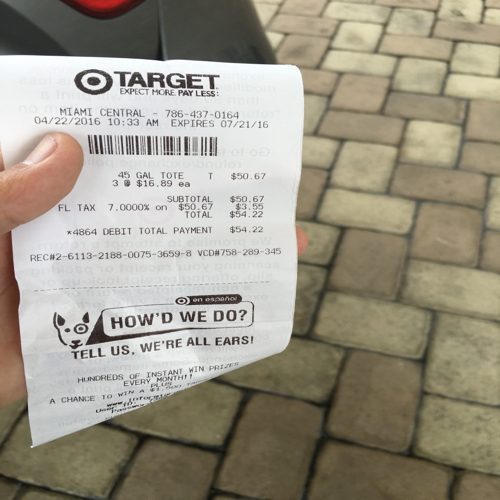 TARGET
EXPECT MORE. PAY LESS.
MIAMI CENTRAL - 786-437-0164
04/22/2016 10:33 AM EXPIRES 07/21/16
45 GAL TOTE T $50.67
3 @ $16.89 ea
SUBTOTAL $50.67
FL TAX 7.0000% on $50.67 $3.55
TOTAL $54.22
*4864 DEBIT TOTAL PAYMENT $54.22
REC#2-6113-2188-0075-3659-8 VCD#758-289-345
en español
HOW'D WE DO?
TELL US, WE'RE ALL EARS!
HUNDREDS OF INSTANT WIN PRIZES
EVERY MONTH!!
PLUS
A CHANCE TO WIN A